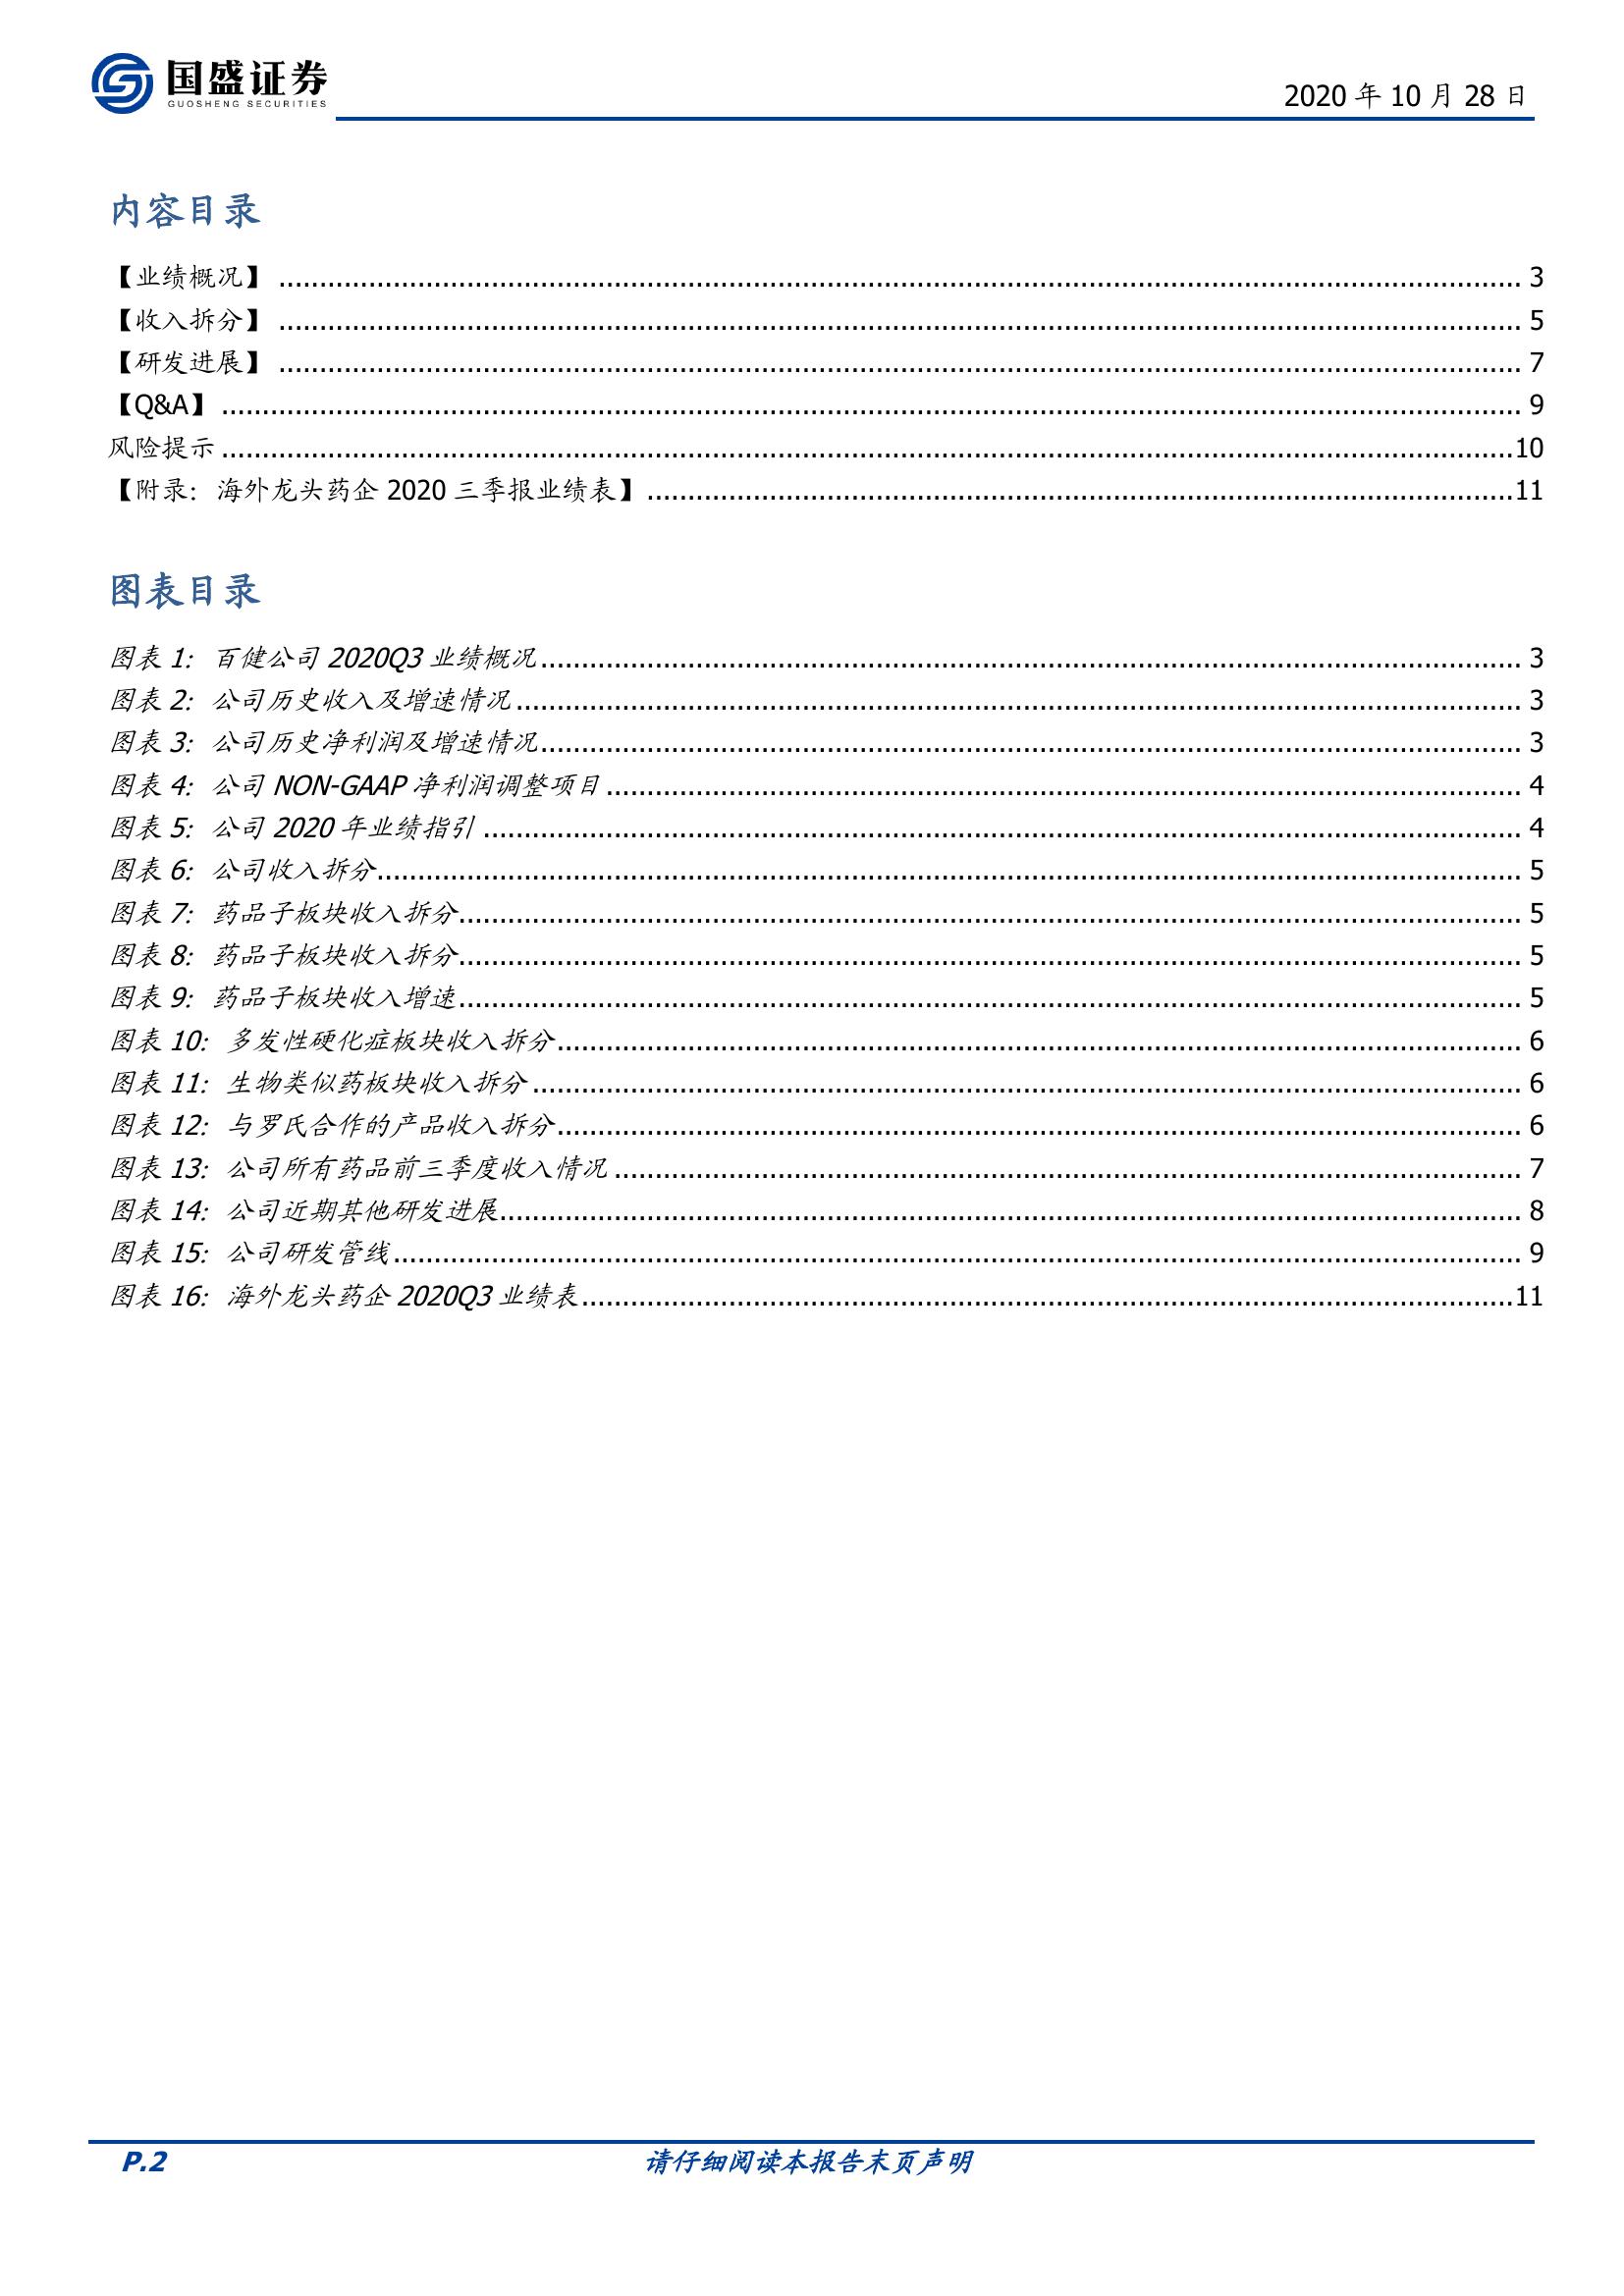 国盛证券
GUOSHENG SECURITIES
2020 年 10 月 28 日
内容目录
【业绩概况】 ........ 3
【收入拆分】 ........ 5
【研发进展】 ........ 7
【Q&A】 ........ 9
风险提示 ........ 10
【附录：海外龙头药企 2020 三季报业绩表】 ........ 11
图表目录
图表 1：百健公司 2020Q3 业绩概况 ........ 3
图表 2：公司历史收入及增速情况 ........ 3
图表 3：公司历史净利润及增速情况 ........ 3
图表 4：公司 NON-GAAP 净利润调整项目 ........ 4
图表 5：公司 2020 年业绩指引 ........ 4
图表 6：公司收入拆分 ........ 5
图表 7：药品子板块收入拆分 ........ 5
图表 8：药品子板块收入拆分 ........ 5
图表 9：药品子板块收入增速 ........ 5
图表 10：多发性硬化症板块收入拆分 ........ 6
图表 11：生物类似药板块收入拆分 ........ 6
图表 12：与罗氏合作的产品收入拆分 ........ 6
图表 13：公司所有药品前三季度收入情况 ........ 7
图表 14：公司近期其他研发进展 ........ 8
图表 15：公司研发管线 ........ 9
图表 16：海外龙头药企 2020Q3 业绩表 ........ 11
P.2
请仔细阅读本报告末页声明